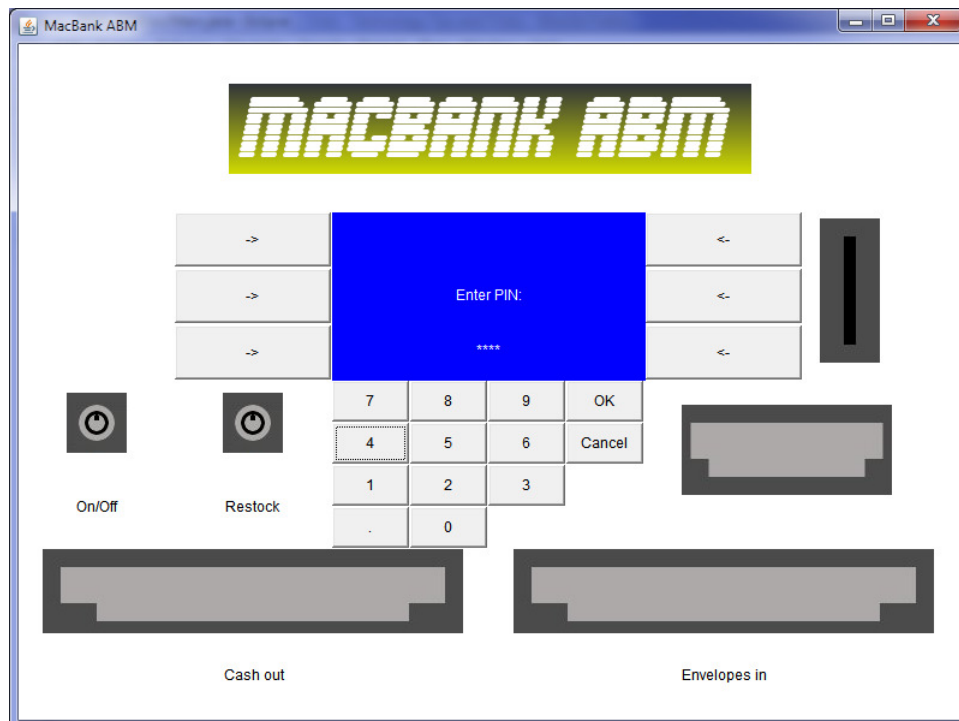 MacBank ABM
MACBANK ABM
-> <-
-> Enter PIN: <-
-> **** <-
7 8 9 OK
4 5 6 Cancel
1 2 3
. 0
On/Off Restock
Cash out Envelopes in